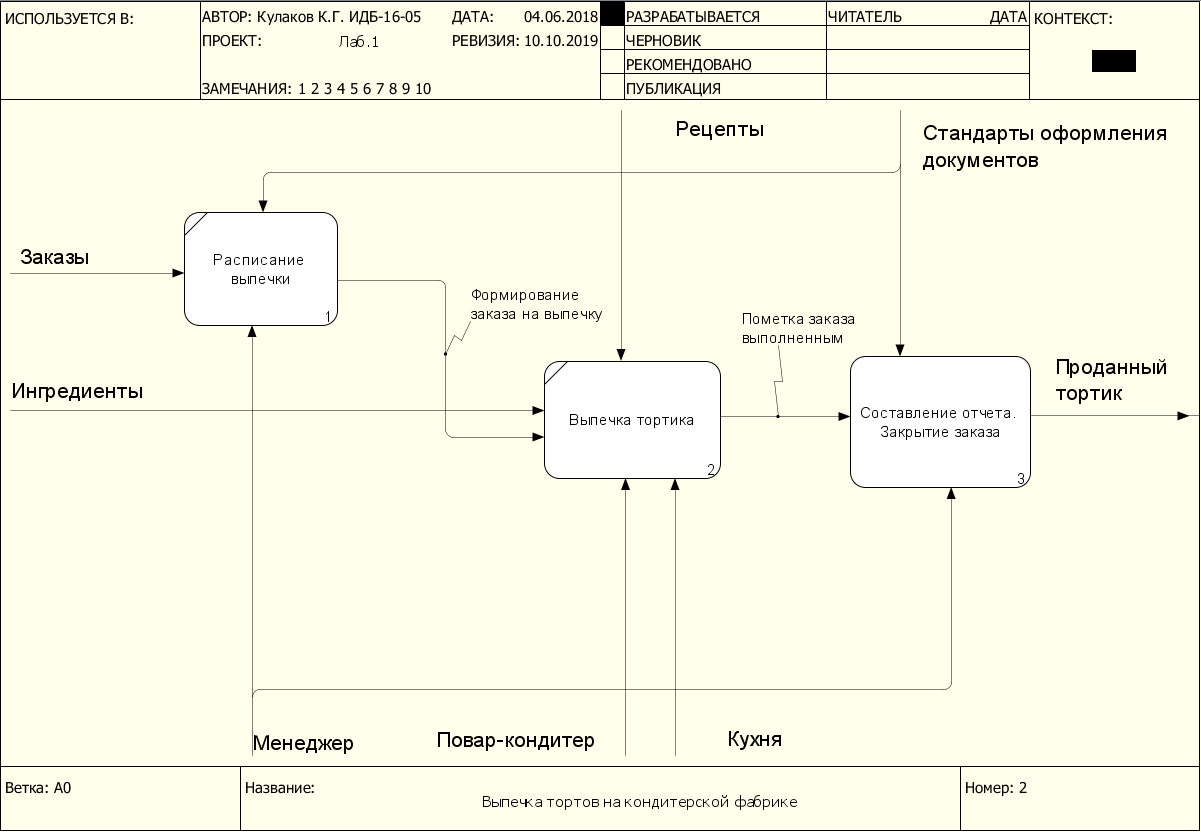 ИСПОЛЬЗУЕТСЯ В:
АВТОР: Кулаков К.Г. ИДБ-16-05
ДАТА: 04.06.2018
ПРОЕКТ: Лаб.1
РЕВИЗИЯ: 10.10.2019
ЗАМЕЧАНИЯ: 1 2 3 4 5 6 7 8 9 10
РАЗРАБАТЫВАЕТСЯ
ЧЕРНОВИК
РЕКОМЕНДОВАНО
ПУБЛИКАЦИЯ
ЧИТАТЕЛЬ ДАТА
КОНТЕКСТ:
Рецепты
Стандарты оформления
документов
Заказы
Расписание
выпечки
1
Формирование
заказа на выпечку
Пометка заказа
выполненным
Ингредиенты
Выпечка тортика
2
Составление отчета.
Закрытие заказа
3
Проданный
тортик
Менеджер
Повар-кондитер
Кухня
Ветка: A0
Название:
Выпечка тортов на кондитерской фабрике
Номер: 2